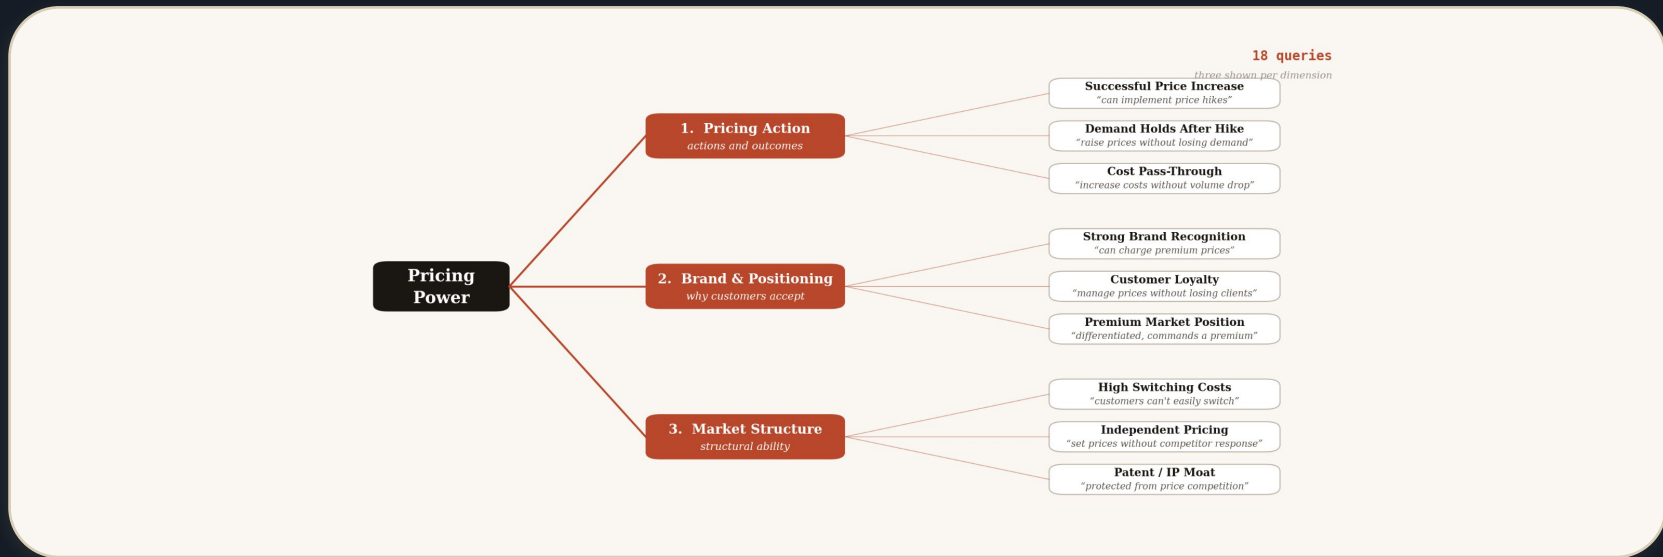 18 queries
three shown per dimension
Successful Price Increase
“can implement price hikes”
1. Pricing Action
actions and outcomes
Demand Holds After Hike
“raise prices without losing demand”
Cost Pass-Through
“increase costs without volume drop”
Strong Brand Recognition
“can charge premium prices”
Pricing
Power
2. Brand & Positioning
why customers accept
Customer Loyalty
“manage prices without losing clients”
Premium Market Position
“differentiated, commands a premium”
High Switching Costs
“customers can't easily switch”
3. Market Structure
structural ability
Independent Pricing
“set prices without competitor response”
Patent / IP Moat
“protected from price competition”